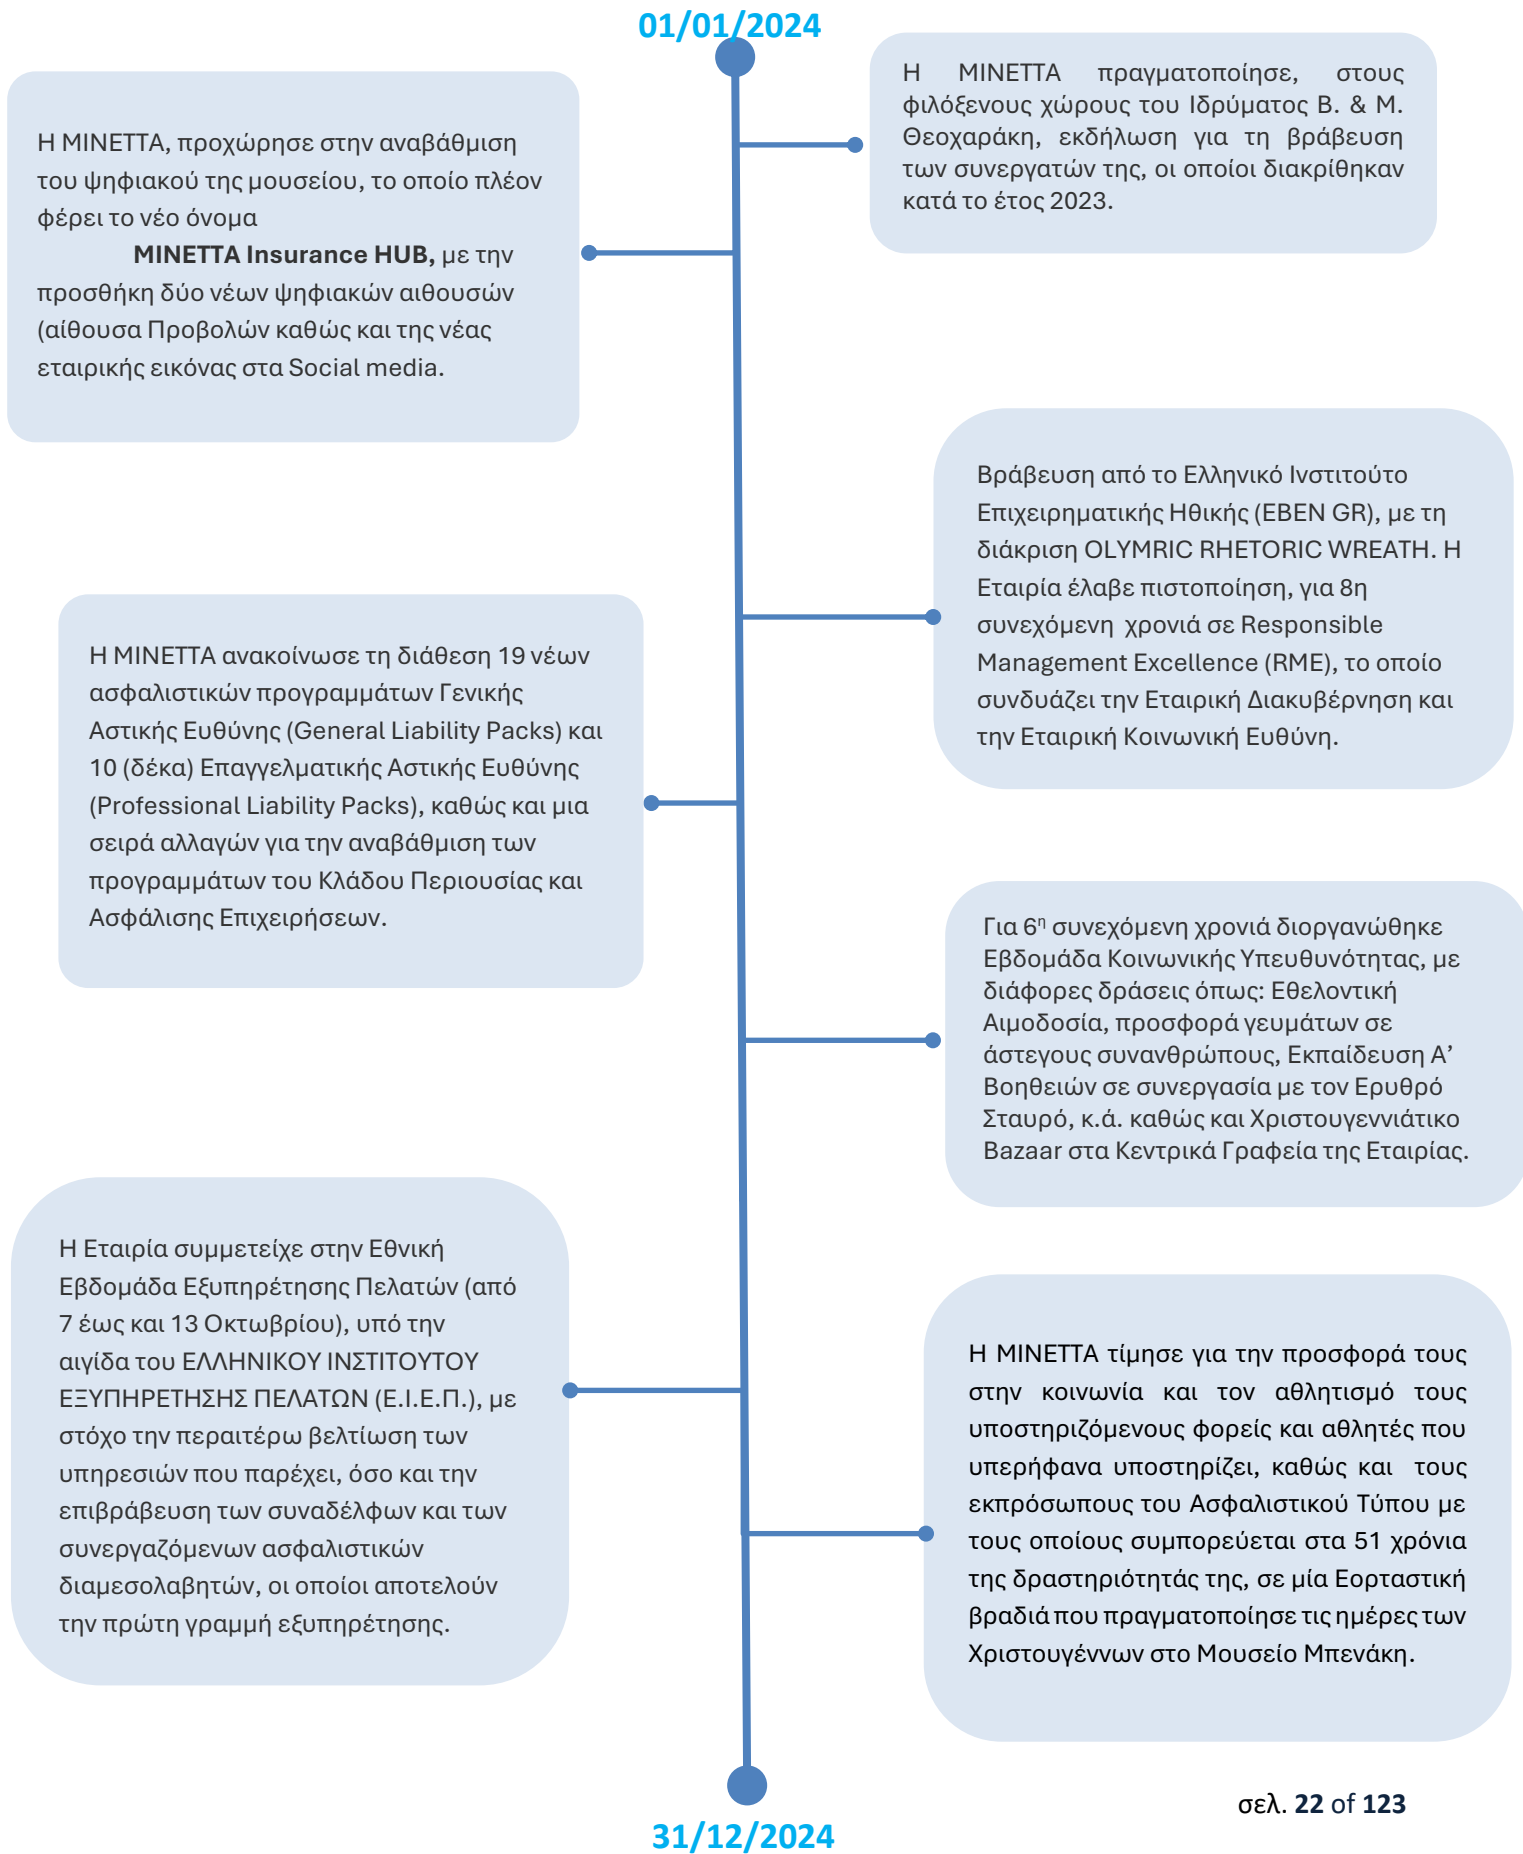 01/01/2024
Η MINETTA πραγματοποίησε, στους
φιλόξενους χώρους του Ιδρύματος Β. & Μ.
Θεοχαράκη, εκδήλωση για τη βράβευση
των συνεργατών της, οι οποίοι διακρίθηκαν
κατά το έτος 2023.
Η MINETTA, προχώρησε στην αναβάθμιση
του ψηφιακού της μουσείου, το οποίο πλέον
φέρει το νέο όνομα
MINETTA Insurance HUB, με την
προσθήκη δύο νέων ψηφιακών αιθουσών
(αίθουσα Προβολών καθώς και της νέας
εταιρικής εικόνας στα Social media.
Βράβευση από το Ελληνικό Ινστιτούτο
Επιχειρηματικής Ηθικής (EBEN GR), με τη
διάκριση OLYMRIC RHETORIC WREATH. Η
Εταιρία έλαβε πιστοποίηση, για 8η
συνεχόμενη χρονιά σε Responsible
Management Excellence (RME), το οποίο
συνδυάζει την Εταιρική Διακυβέρνηση και
την Εταιρική Κοινωνική Ευθύνη.
Η MINETTA ανακοίνωσε τη διάθεση 19 νέων
ασφαλιστικών προγραμμάτων Γενικής
Αστικής Ευθύνης (General Liability Packs) και
10 (δέκα) Επαγγελματικής Αστικής Ευθύνης
(Professional Liability Packs), καθώς και μια
σειρά αλλαγών για την αναβάθμιση των
προγραμμάτων του Κλάδου Περιουσίας και
Ασφάλισης Επιχειρήσεων.
Για 6η συνεχόμενη χρονιά διοργανώθηκε
Εβδομάδα Κοινωνικής Υπευθυνότητας, με
διάφορες δράσεις όπως: Εθελοντική
Αιμοδοσία, προσφορά γευμάτων σε
άστεγους συνανθρώπους, Εκπαίδευση Α’
Βοηθειών σε συνεργασία με τον Ερυθρό
Σταυρό, κ.ά. καθώς και Χριστουγεννιάτικο
Bazaar στα Κεντρικά Γραφεία της Εταιρίας.
Η Εταιρία συμμετείχε στην Εθνική
Εβδομάδα Εξυπηρέτησης Πελατών (από
7 έως και 13 Οκτωβρίου), υπό την
αιγίδα του ΕΛΛΗΝΙΚΟΥ ΙΝΣΤΙΤΟΥΤΟΥ
ΕΞΥΠΗΡΕΤΗΣΗΣ ΠΕΛΑΤΩΝ (Ε.Ι.Ε.Π.), με
στόχο την περαιτέρω βελτίωση των
υπηρεσιών που παρέχει, όσο και την
επιβράβευση των συναδέλφων και των
συνεργαζόμενων ασφαλιστικών
διαμεσολαβητών, οι οποίοι αποτελούν
την πρώτη γραμμή εξυπηρέτησης.
Η MINETTA τίμησε για την προσφορά τους
στην κοινωνία και τον αθλητισμό τους
υποστηριζόμενους φορείς και αθλητές που
υπερήφανα υποστηρίζει, καθώς και τους
εκπρόσωπους του Ασφαλιστικού Τύπου με
τους οποίους συμπορεύεται στα 51 χρόνια
της δραστηριότητάς της, σε μία Εορταστική
βραδιά που πραγματοποίησε τις ημέρες των
Χριστουγέννων στο Μουσείο Μπενάκη.
σελ. 22 of 123
31/12/2024